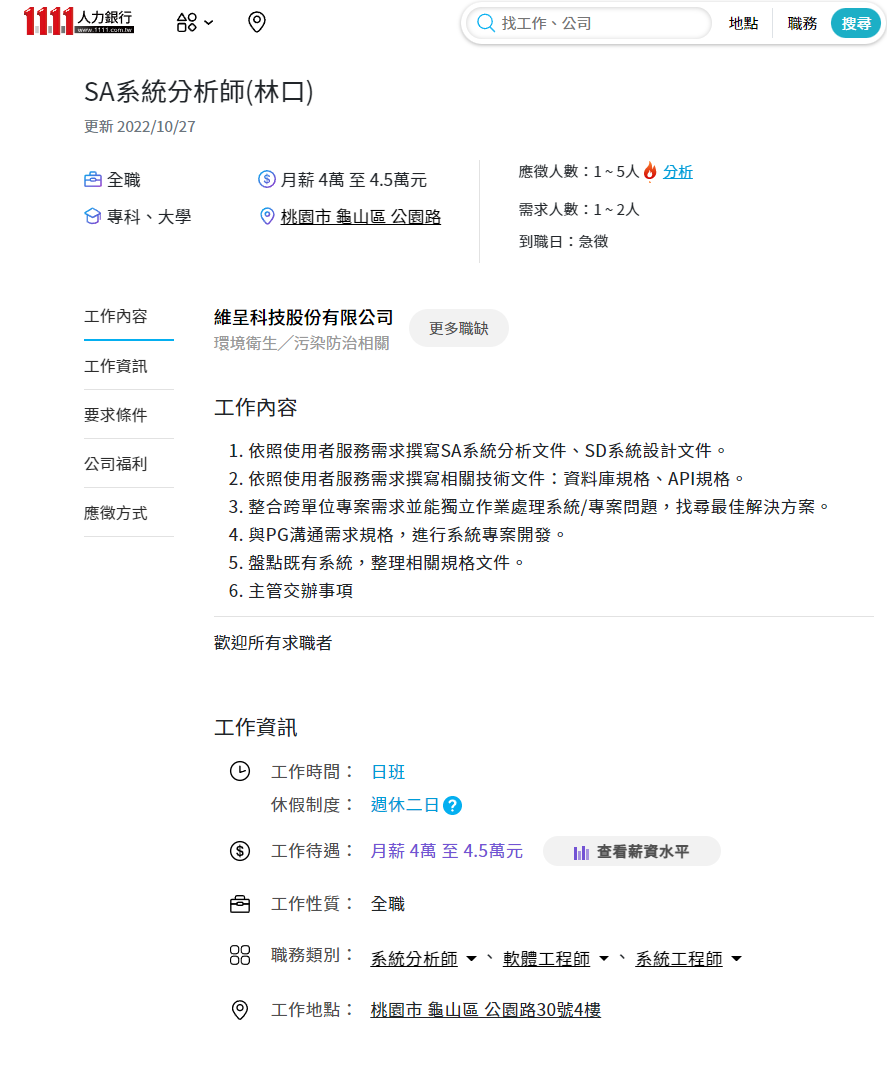 1111 人力銀行
www.1111.com.tw
找工作、公司
地點
職務
搜尋
SA系統分析師(林口)
更新 2022/10/27
全職
月薪 4萬 至 4.5萬元
專科、大學
桃園市 龜山區 公園路
應徵人數：1 ~ 5人 分析
需求人數：1 ~ 2人
到職日：急徵
工作內容
工作資訊
要求條件
公司福利
應徵方式
維呈科技股份有限公司
環境衛生／污染防治相關
更多職缺
工作內容
1. 依照使用者服務需求撰寫SA系統分析文件、SD系統設計文件。
2. 依照使用者服務需求撰寫相關技術文件：資料庫規格、API規格。
3. 整合跨單位專案需求並能獨立作業處理系統/專案問題，找尋最佳解決方案。
4. 與PG溝通需求規格，進行系統專案開發。
5. 盤點既有系統，整理相關規格文件。
6. 主管交辦事項
歡迎所有求職者
工作資訊
工作時間： 日班
休假制度： 週休二日 ?
工作待遇： 月薪 4萬 至 4.5萬元 查看薪資水平
工作性質： 全職
職務類別： 系統分析師 、 軟體工程師 、 系統工程師
工作地點： 桃園市 龜山區 公園路30號4樓